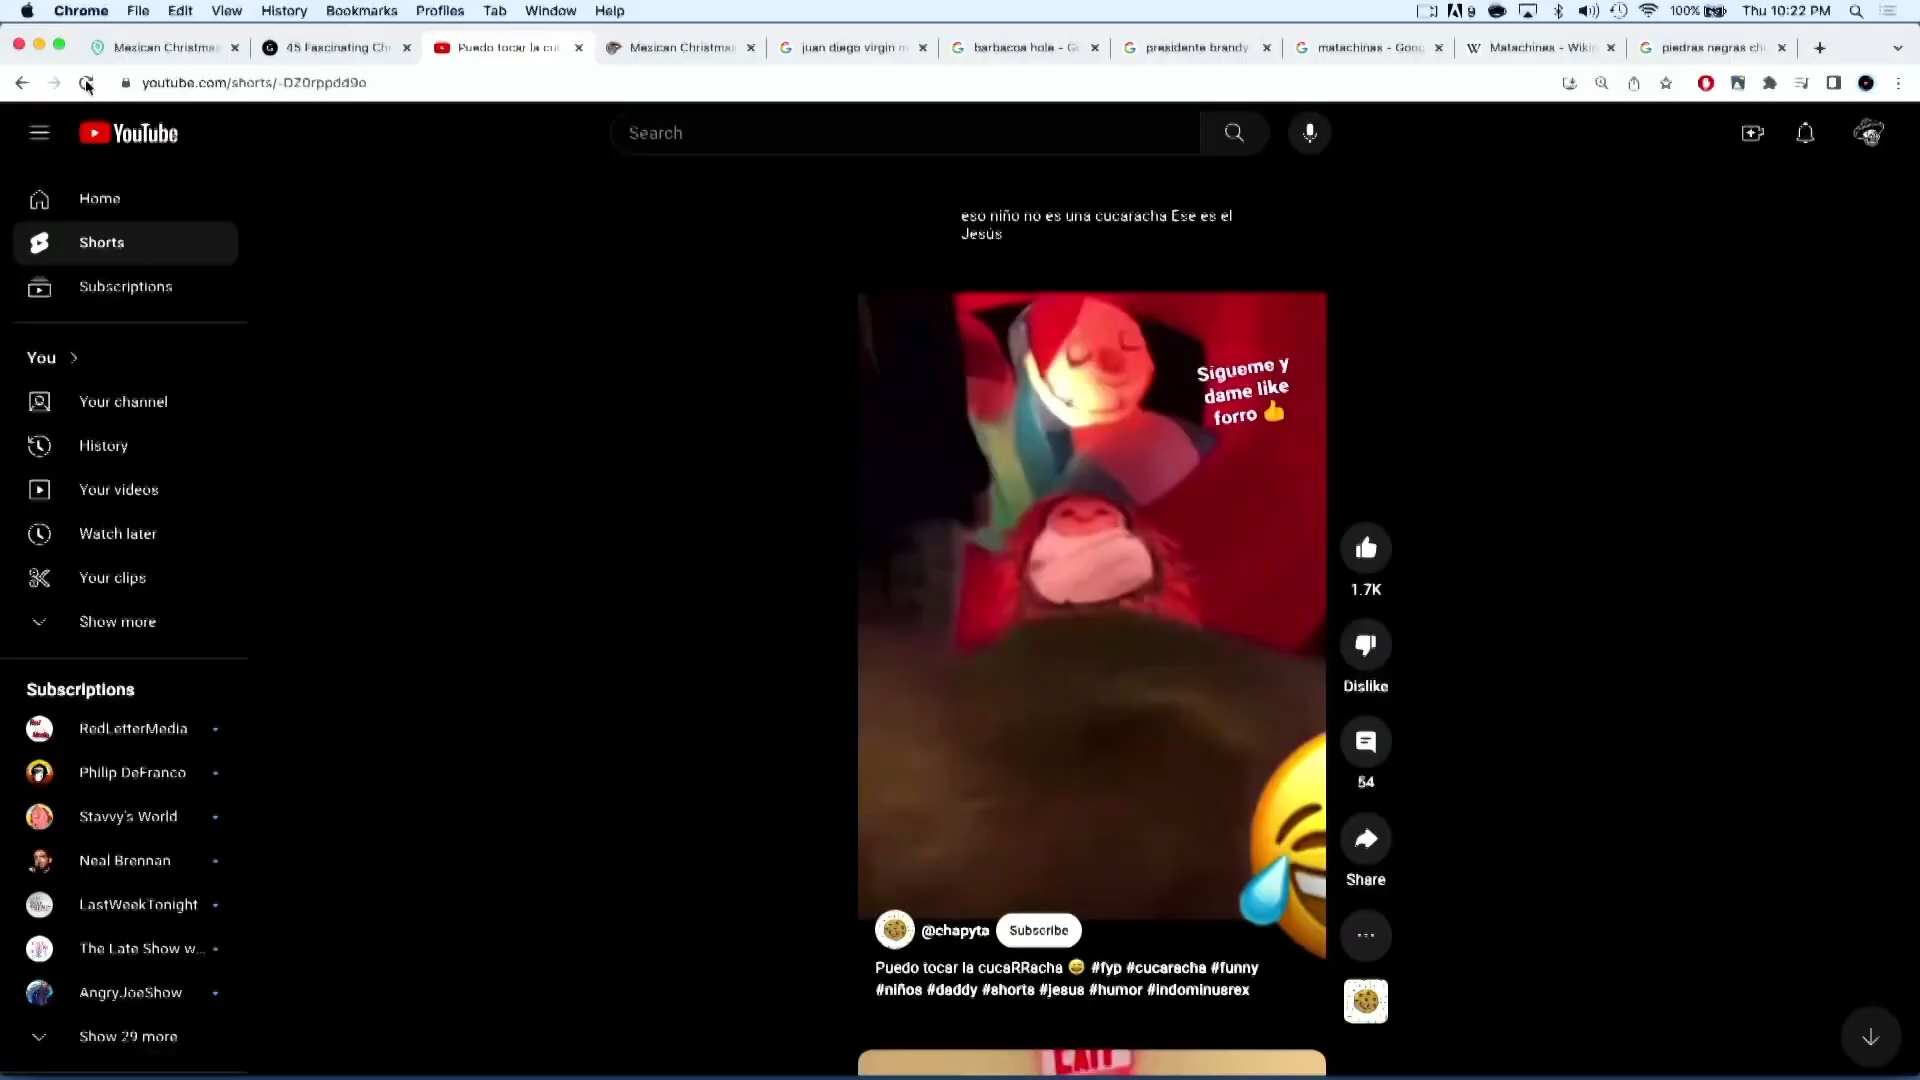 Chrome File Edit View History Bookmarks Profiles Tab Window Help
9 100% Thu 10:22 PM
Mexican Christmas
45 Fascinating Ch
Puedo tocar la cu
Mexican Christmas
juan diego virgin m
barbacoa hole - G
presidente brandy
matachines - Goo
Matachines - Wiki
piedras negras ch
youtube.com/shorts/-DZ0rppdd9o
YouTube
Search
Home
Shorts
Subscriptions
You
Your channel
History
Your videos
Watch later
Your clips
Show more
Subscriptions
RedLetterMedia
Philip DeFranco
Stavvy's World
Neal Brennan
LastWeekTonight
The Late Show w...
AngryJoeShow
Show 29 more
eso niño no es una cucaracha Ese es el
Jesús
Sigueme y
dame like
forro
1.7K
Dislike
54
Share
@chapyta Subscribe
Puedo tocar la cucaRRacha #fyp #cucaracha #funny
#niños #daddy #shorts #jesus #humor #indominusrex